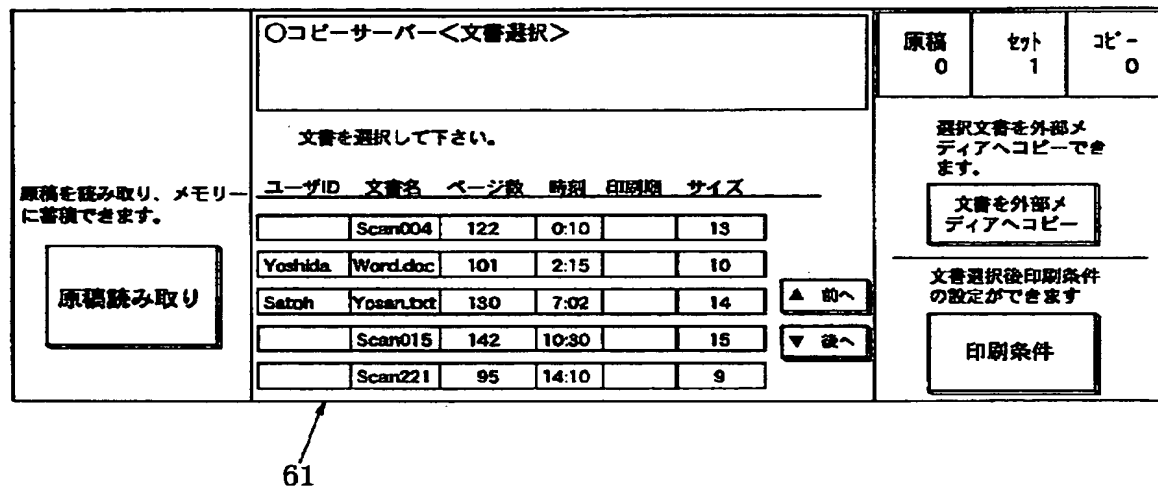 ○コピーサーバー<文書選択>
原稿
0
セット
1
コピー
0
原稿を読み取り、メモリー
に蓄積できます。
原稿読み取り
文書を選択して下さい。
ユーザID 文書名 ページ数 時刻 印刷順 サイズ
Scan004 122 0:10 13
Yoshida Word.doc 101 2:15 10
Satoh Yosan.txt 130 7:02 14
Scan015 142 10:30 15
Scan221 95 14:10 9
▲ 前へ
▼ 後へ
選択文書を外部メ
ディアへコピーでき
ます。
文書を外部メ
ディアへコピー
文書選択後印刷条件
の設定ができます
印刷条件
61